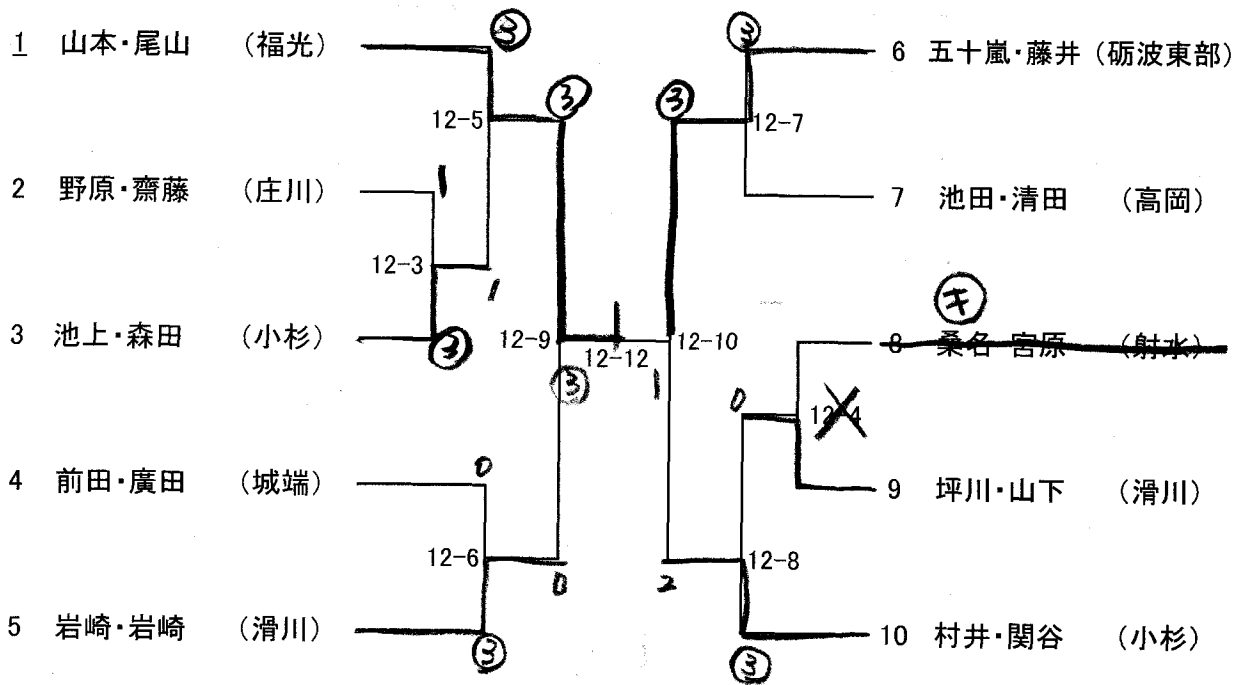 ③
1 山本・尾山 (福光)
12-5
③
1
2 野原・齋藤 (庄川)
12-3
1
3 池上・森田 (小杉)
③
12-9
12-12
③
1
0
4 前田・廣田 (城端)
12-6
0
5 岩崎・岩崎 (滑川)
③
③
6 五十嵐・藤井 (砺波東部)
③
12-7
7 池田・清田 (高岡)
12-10
㋖
8 桑名・宮原 (射水)
0
12-4
9 坪川・山下 (滑川)
2
12-8
10 村井・関谷 (小杉)
③